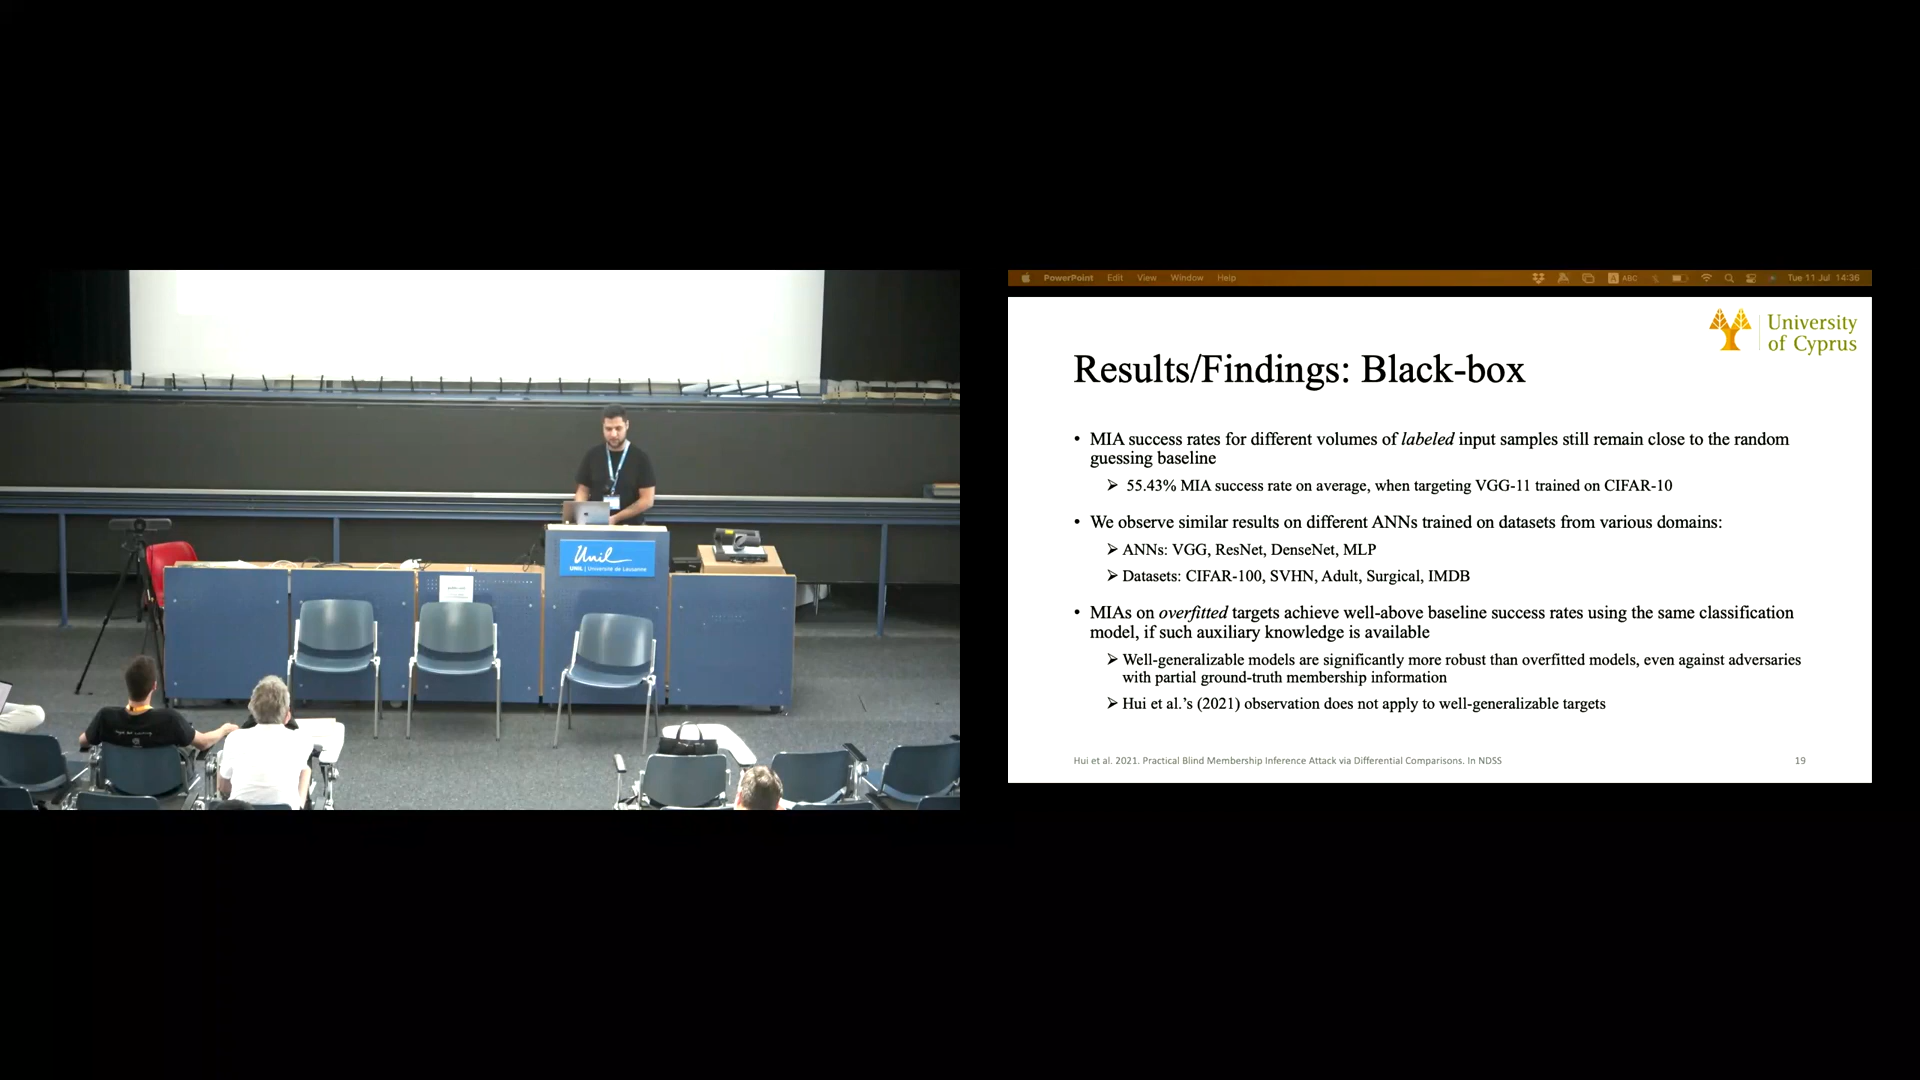 Unil
UNIL | Université de Lausanne
PowerPoint Edit View Window Help
ABC
Tue 11 Jul 14:36
University
of Cyprus
Results/Findings: Black-box
• MIA success rates for different volumes of labeled input samples still remain close to the random
guessing baseline
➢ 55.43% MIA success rate on average, when targeting VGG-11 trained on CIFAR-10
• We observe similar results on different ANNs trained on datasets from various domains:
➢ ANNs: VGG, ResNet, DenseNet, MLP
➢ Datasets: CIFAR-100, SVHN, Adult, Surgical, IMDB
• MIAs on overfitted targets achieve well-above baseline success rates using the same classification
model, if such auxiliary knowledge is available
➢ Well-generalizable models are significantly more robust than overfitted models, even against adversaries
with partial ground-truth membership information
➢ Hui et al.'s (2021) observation does not apply to well-generalizable targets
Hui et al. 2021. Practical Blind Membership Inference Attack via Differential Comparisons. In NDSS
19